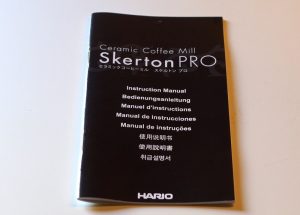 Ceramic Coffee Mill
Skerton PRO
セラミックコーヒーミル・スケルトン プロ
Instruction Manual
Bedienungsanleitung
Manuel d'instructions
Manual de instrucciones
Manual de instruções
使用说明书
使用說明書
취급설명서
HARIO